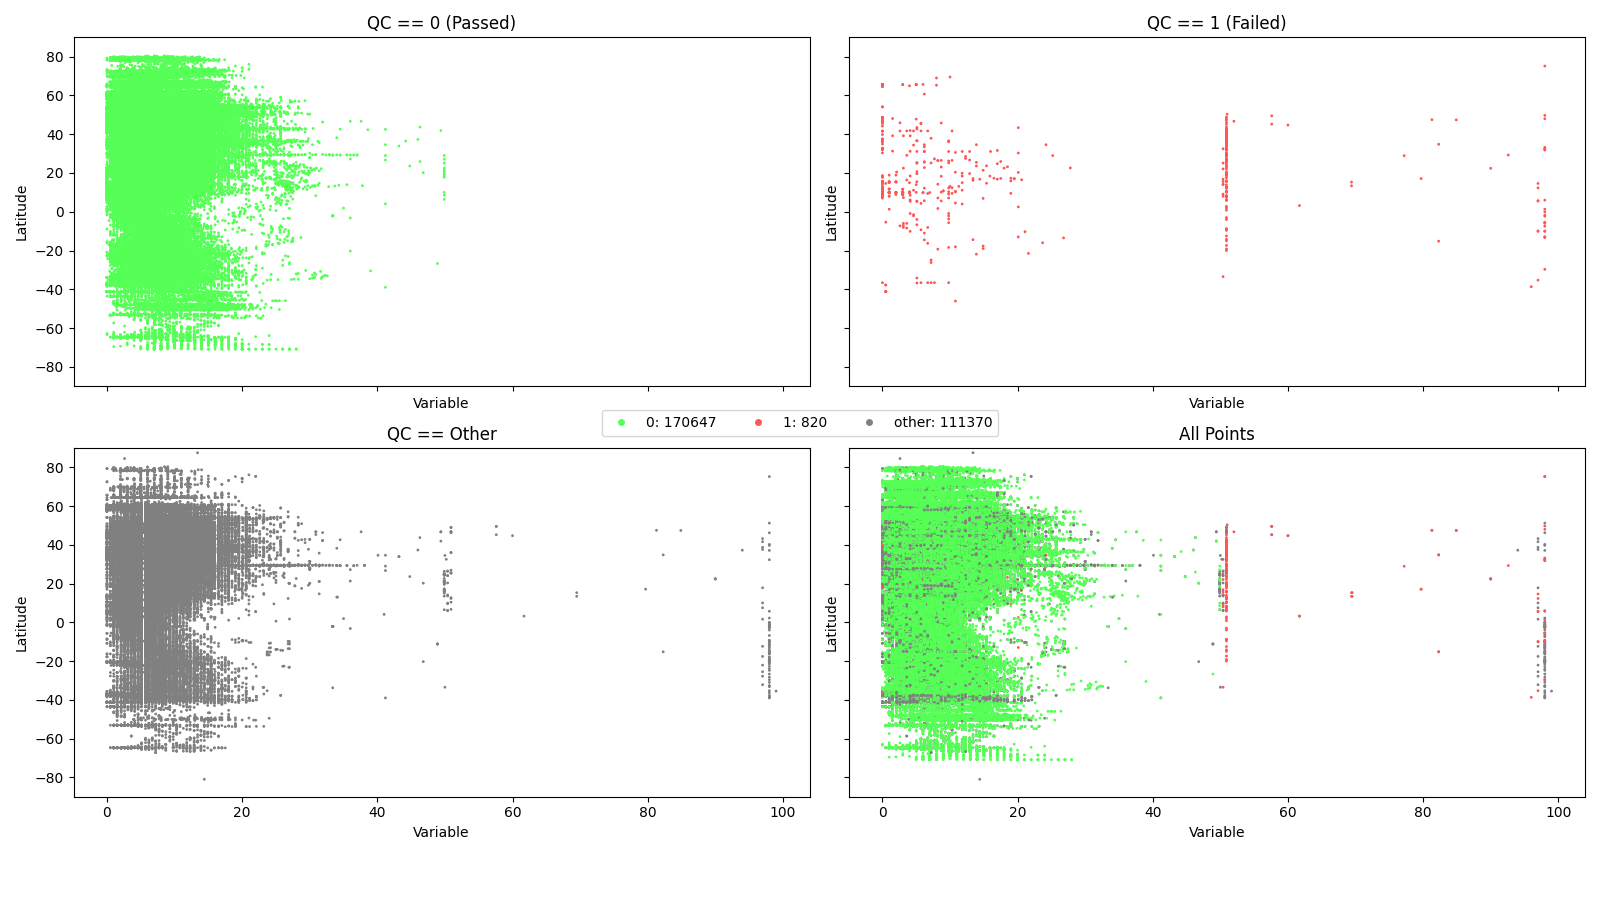 QC == 0 (Passed)
QC == 1 (Failed)
80
60
40
20
0
−20
−40
−60
−80
Latitude
Latitude
Variable
Variable
0: 170647
1: 820
other: 111370
QC == Other
All Points
80
60
40
20
0
−20
−40
−60
−80
Latitude
Latitude
0 20 40 60 80 100
0 20 40 60 80 100
Variable
Variable